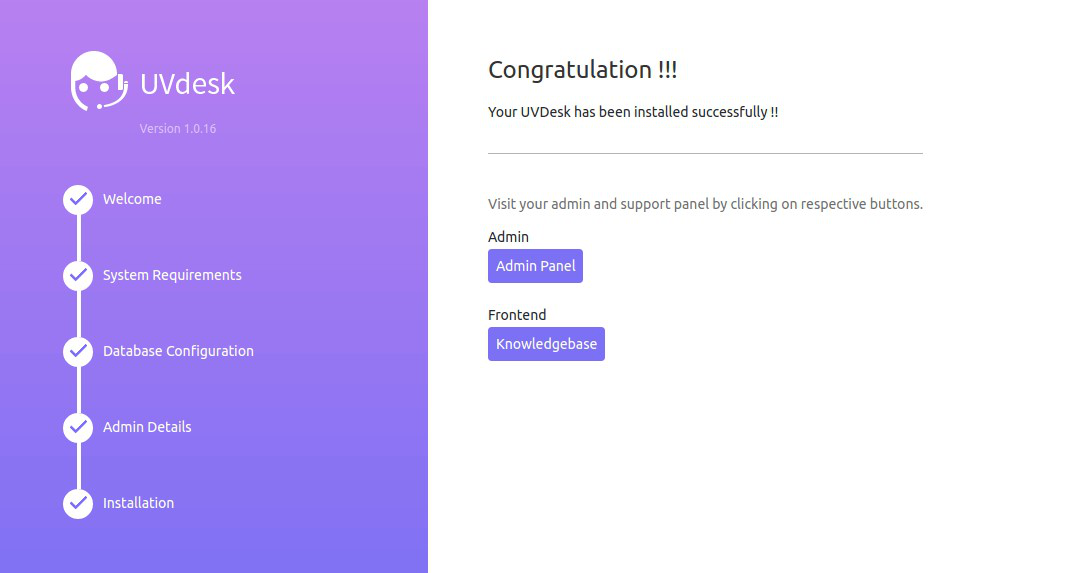 UVdesk
Version 1.0.16
Welcome
System Requirements
Database Configuration
Admin Details
Installation
Congratulation !!!
Your UVDesk has been installed successfully !!
Visit your admin and support panel by clicking on respective buttons.
Admin
Admin Panel
Frontend
Knowledgebase